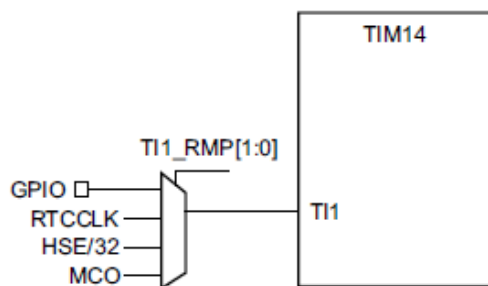 TIM14
TI1_RMP[1:0]
GPIO
RTCCLK
TI1
HSE/32
MCO